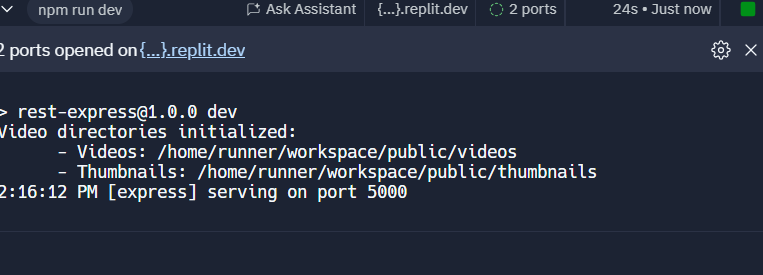 npm run dev
Ask Assistant
{...}.replit.dev
2 ports
24s • Just now
2 ports opened on {...}.replit.dev
> rest-express@1.0.0 dev
Video directories initialized:
- Videos: /home/runner/workspace/public/videos
- Thumbnails: /home/runner/workspace/public/thumbnails
2:16:12 PM [express] serving on port 5000